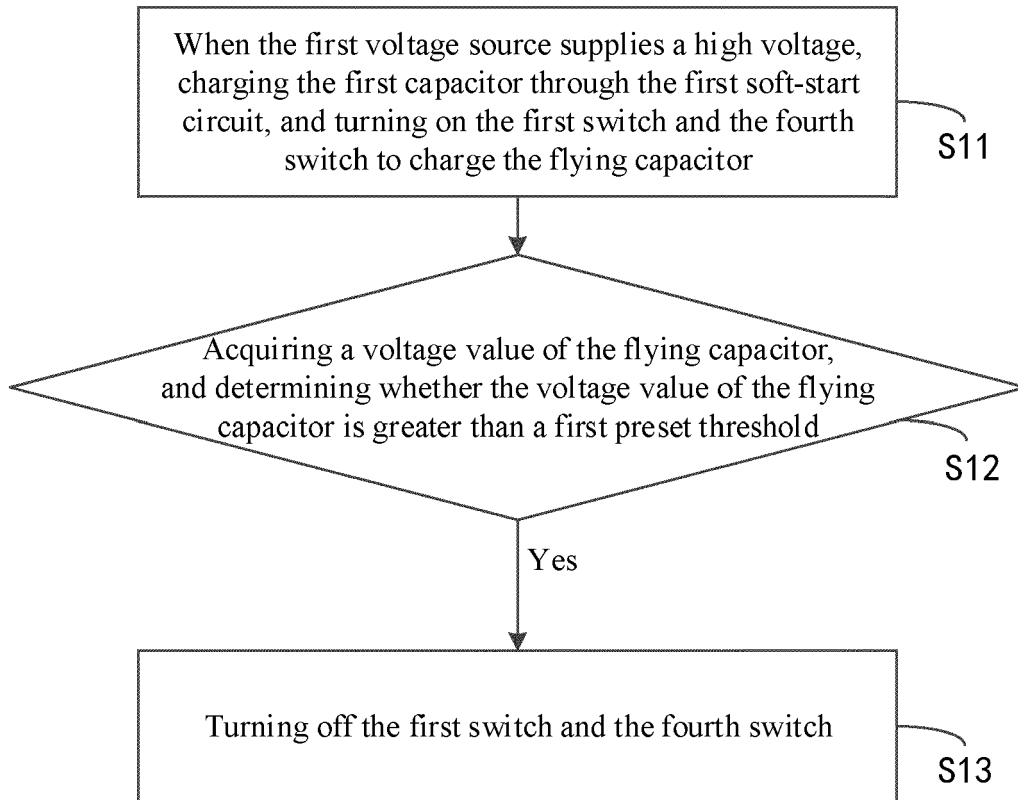 When the first voltage source supplies a high voltage,
charging the first capacitor through the first soft-start
circuit, and turning on the first switch and the fourth
switch to charge the flying capacitor
S11
Acquiring a voltage value of the flying capacitor,
and determining whether the voltage value of the flying
capacitor is greater than a first preset threshold
S12
Yes
Turning off the first switch and the fourth switch
S13